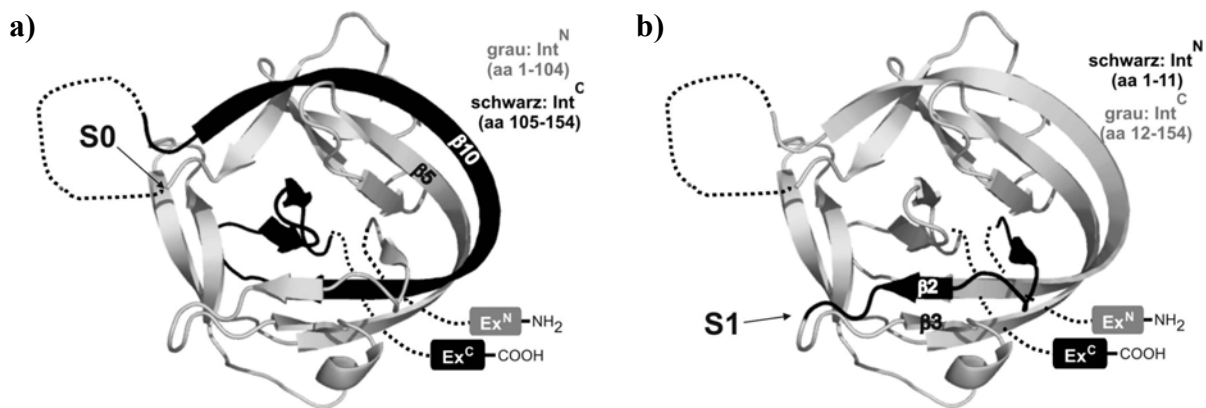 a)
grau: Int^N
(aa 1-104)
schwarz: Int^C
(aa 105-154)
S0
β10
β5
Ex^N-NH₂
Ex^C-COOH
b)
schwarz: Int^N
(aa 1-11)
grau: Int^C
(aa 12-154)
β2
S1
β3
Ex^N-NH₂
Ex^C-COOH